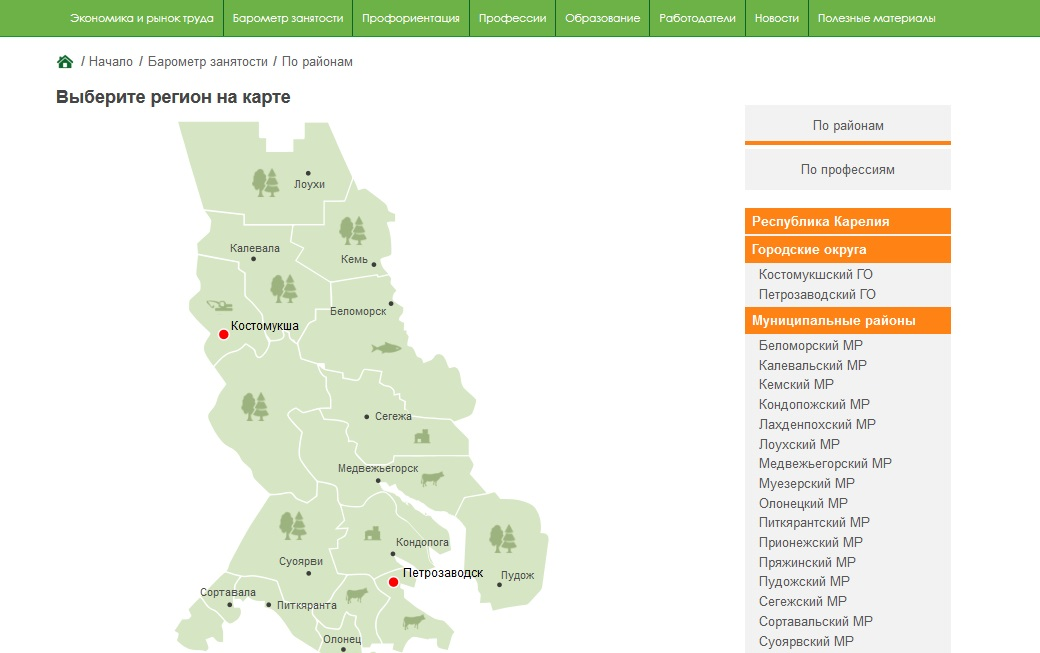 Экономика и рынок труда Барометр занятости Профориентация Профессии Образование Работодатели Новости Полезные материалы
/ Начало / Барометр занятости / По районам
Выберите регион на карте
Лоухи
Калевала
Кемь
Беломорск
Костомукша
Сегежа
Медвежьегорск
Кондопога
Суоярви
Петрозаводск
Пудож
Сортавала
Питкяранта
Олонец
По районам
По профессиям
Республика Карелия
Городские округа
Костомукшский ГО
Петрозаводский ГО
Муниципальные районы
Беломорский МР
Калевальский МР
Кемский МР
Кондопожский МР
Лахденпохский МР
Лоухский МР
Медвежьегорский МР
Муезерский МР
Олонецкий МР
Питкярантский МР
Прионежский МР
Пряжинский МР
Пудожский МР
Сегежский МР
Сортавальский МР
Суоярвский МР